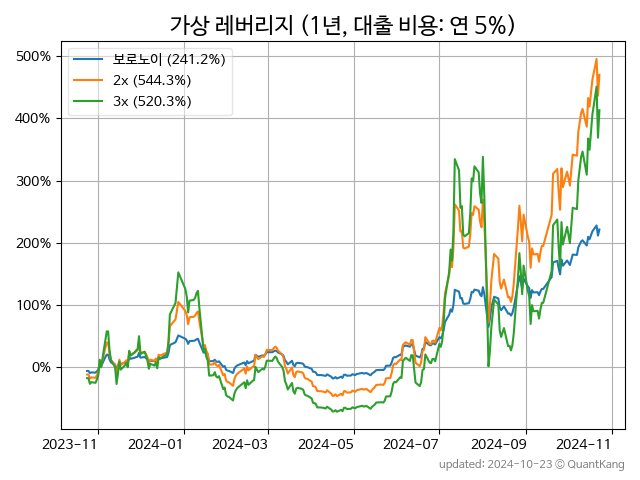 가상 레버리지 (1년, 대출 비용: 연 5%)
보로노이 (241.2%)
2x (544.3%)
3x (520.3%)
500%
400%
300%
200%
100%
0%
2023-11 2024-01 2024-03 2024-05 2024-07 2024-09 2024-11
updated: 2024-10-23 © QuantKang